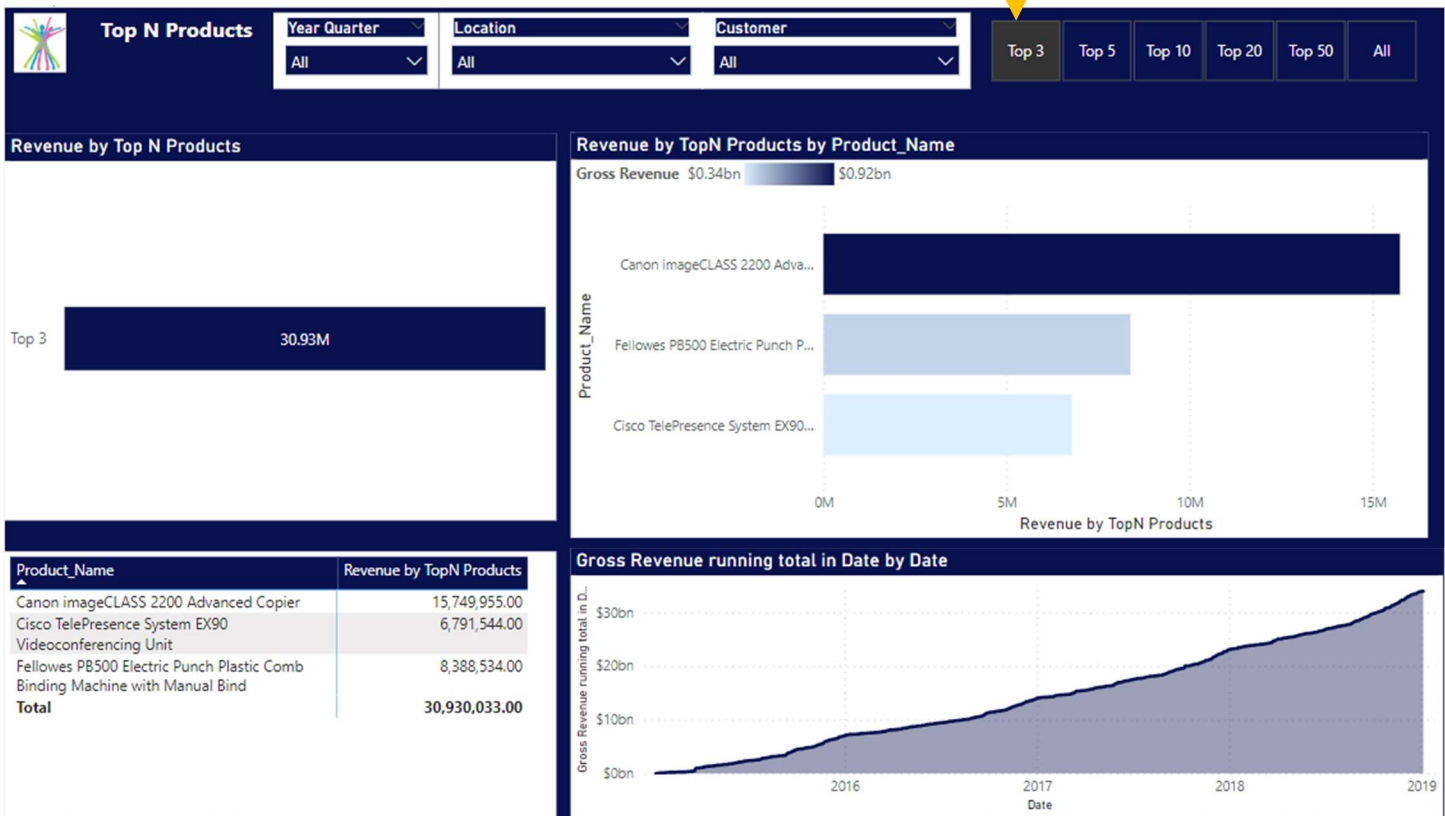 Top N Products
Year Quarter
All
Location
All
Customer
All
Top 3
Top 5
Top 10
Top 20
Top 50
All
Revenue by Top N Products
Top 3
30.93M
Revenue by TopN Products by Product_Name
Gross Revenue $0.34bn $0.92bn
Product_Name
Canon imageCLASS 2200 Adva...
Fellowes PB500 Electric Punch P...
Cisco TelePresence System EX90...
0M 5M 10M 15M
Revenue by TopN Products
Product_Name Revenue by TopN Products
Canon imageCLASS 2200 Advanced Copier 15,749,955.00
Cisco TelePresence System EX90 6,791,544.00
Videoconferencing Unit
Fellowes PB500 Electric Punch Plastic Comb 8,388,534.00
Binding Machine with Manual Bind
Total 30,930,033.00
Gross Revenue running total in Date by Date
Gross Revenue running total in D...
$30bn
$20bn
$10bn
$0bn
2016 2017 2018 2019
Date